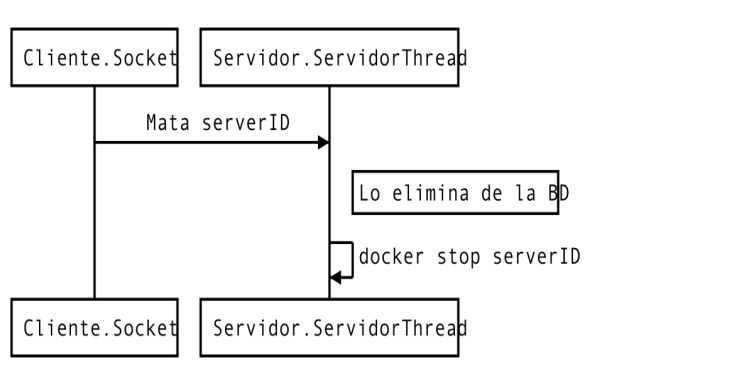 Cliente.Socket
Servidor.ServidorThread
Mata serverID
Lo elimina de la BD
docker stop serverID
Cliente.Socket
Servidor.ServidorThread